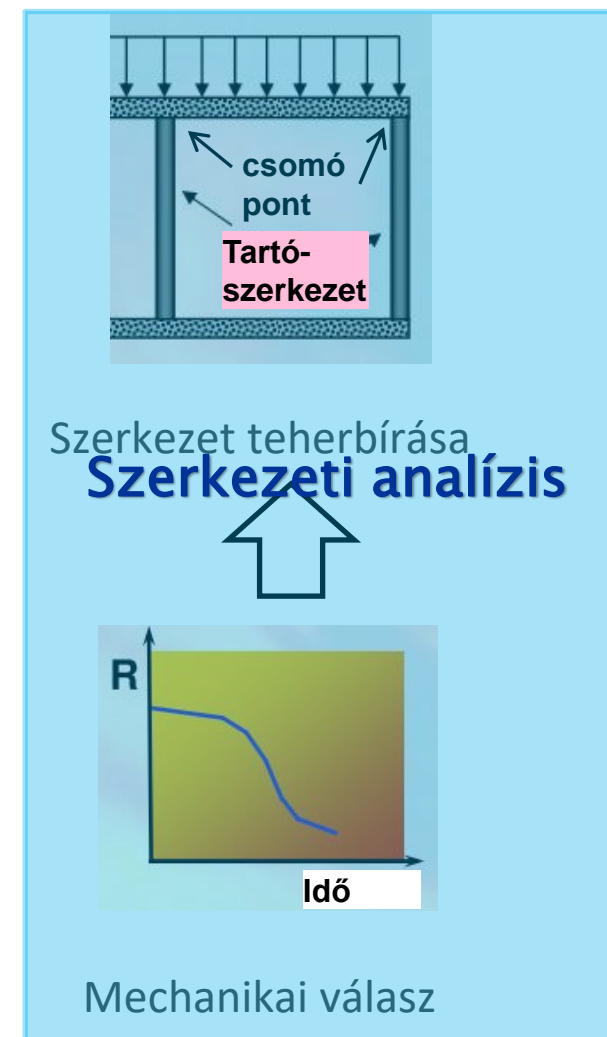 csomó
pont
Tartó-
szerkezet
Szerkezet teherbírása
Szerkezeti analízis
R
Idő
Mechanikai válasz